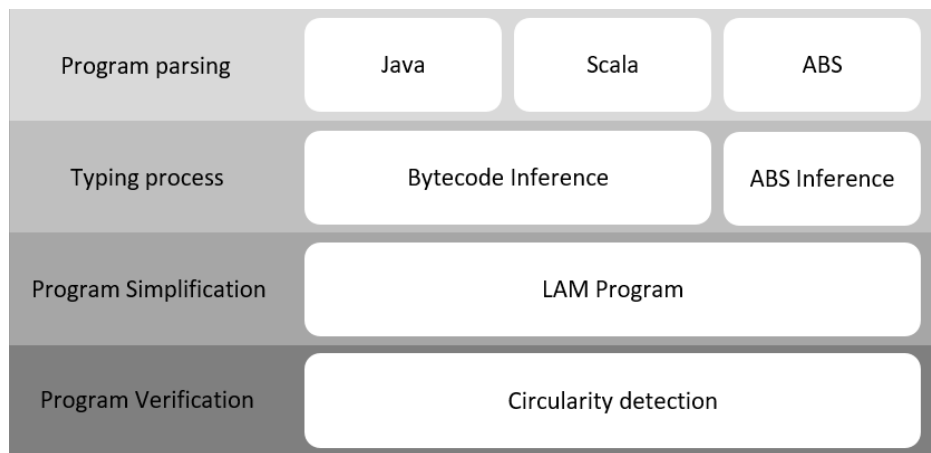 Program parsing
Java
Scala
ABS
Typing process
Bytecode Inference
ABS Inference
Program Simplification
LAM Program
Program Verification
Circularity detection